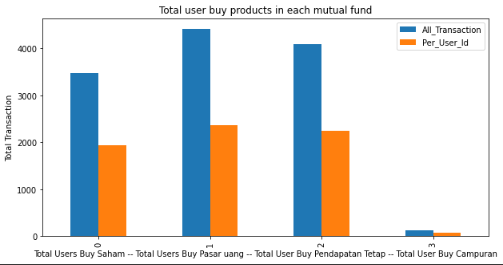 Total user buy products in each mutual fund
All_Transaction
Per_User_Id
Total Transaction
4000
3000
2000
1000
0
0
1
2
3
Total Users Buy Saham -- Total Users Buy Pasar uang -- Total User Buy Pendapatan Tetap -- Total User Buy Campuran